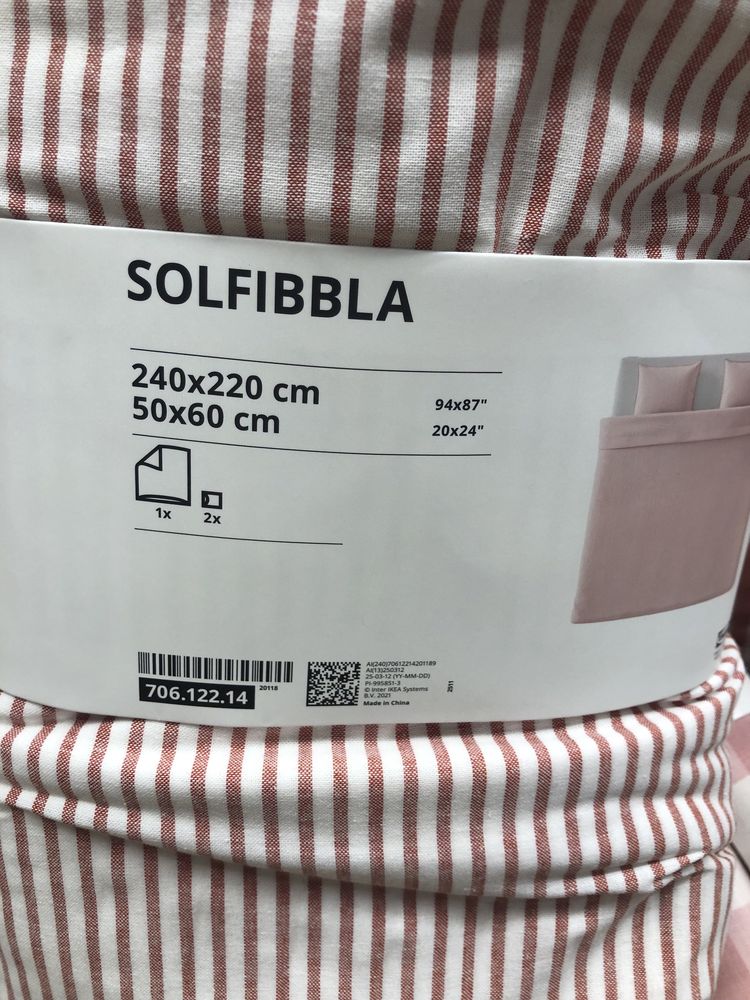 SOLFIBBLA
240x220 cm
94x87"
50x60 cm
20x24"
1x
2x
706.122.14
20118
AI(240)70612214201189
AI(13)250312
25-03-12 (YY-MM-DD)
PI-995851-3
© Inter IKEA Systems
B.V. 2021
Made in China
2511